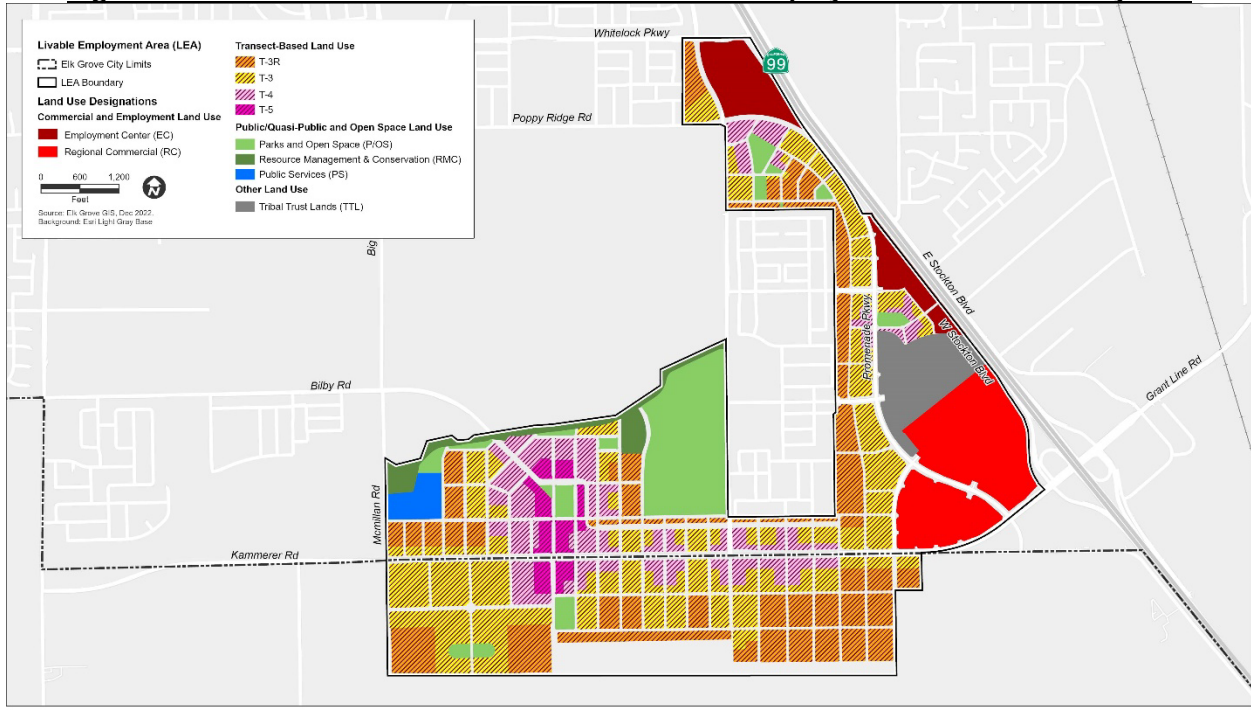 Livable Employment Area (LEA)
Elk Grove City Limits
LEA Boundary
Land Use Designations
Commercial and Employment Land Use
Employment Center (EC)
Regional Commercial (RC)
0 600 1,200
Feet
N
Source: Elk Grove GIS, Dec 2022.
Background: Esri Light Gray Base
Transect-Based Land Use
T-3R
T-3
T-4
T-5
Public/Quasi-Public and Open Space Land Use
Parks and Open Space (P/OS)
Resource Management & Conservation (RMC)
Public Services (PS)
Other Land Use
Tribal Trust Lands (TTL)
Whitelock Pkwy
99
Poppy Ridge Rd
Big
E Stockton Blvd
W Stockton Blvd
Promenade Pkwy
Grant Line Rd
Bilby Rd
Mcmillan Rd
Kammerer Rd